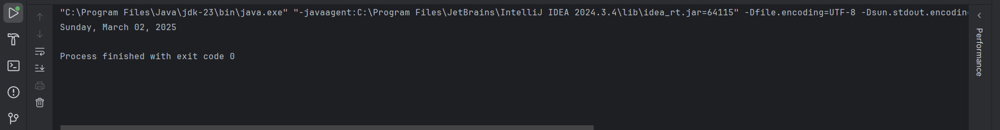 "C:\Program Files\Java\jdk-23\bin\java.exe" "-javaagent:C:\Program Files\JetBrains\IntelliJ IDEA 2024.3.4\lib\idea_rt.jar=64115" -Dfile.encoding=UTF-8 -Dsun.stdout.encoding
Sunday, March 02, 2025
Process finished with exit code 0
Performance